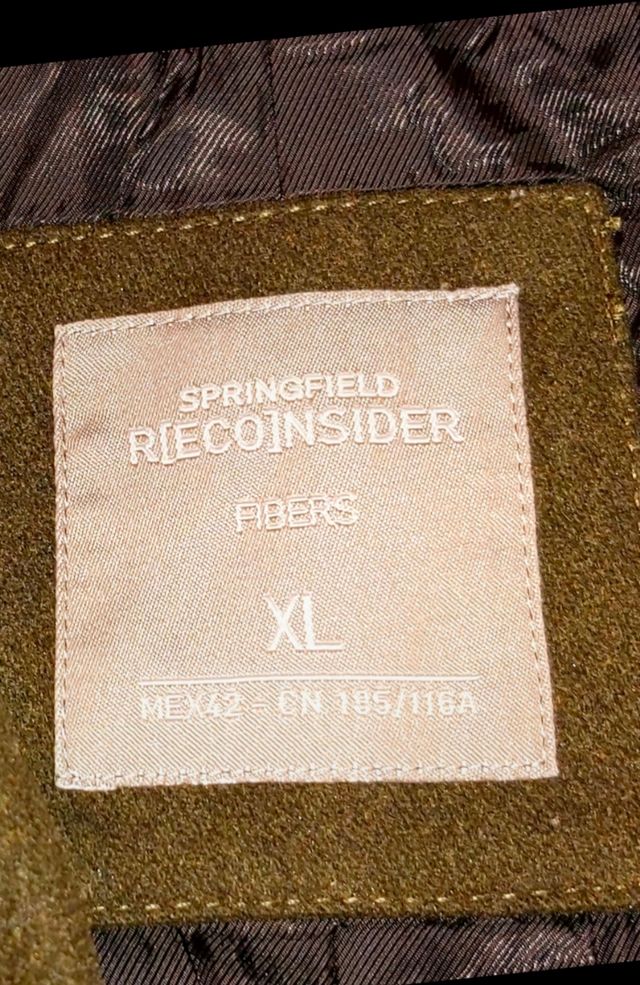 SPRINGFIELD
R[ECO]NSIDER
FIBERS
XL
MEX42 - CN 185/116A